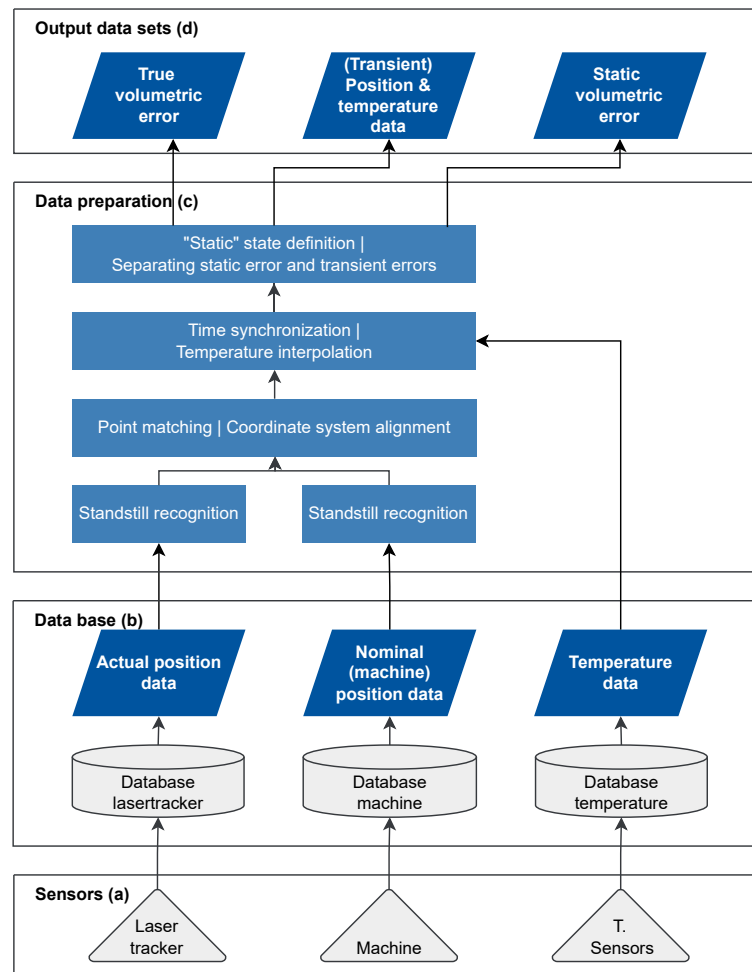 Output data sets (d)
True
volumetric
error
(Transient)
Position &
temperature
data
Static
volumetric
error
Data preparation (c)
"Static" state definition |
Separating static error and transient errors
Time synchronization |
Temperature interpolation
Point matching | Coordinate system alignment
Standstill recognition
Standstill recognition
Data base (b)
Actual position
data
Nominal
(machine)
position data
Temperature
data
Database
lasertracker
Database
machine
Database
temperature
Sensors (a)
Laser
tracker
Machine
T.
Sensors